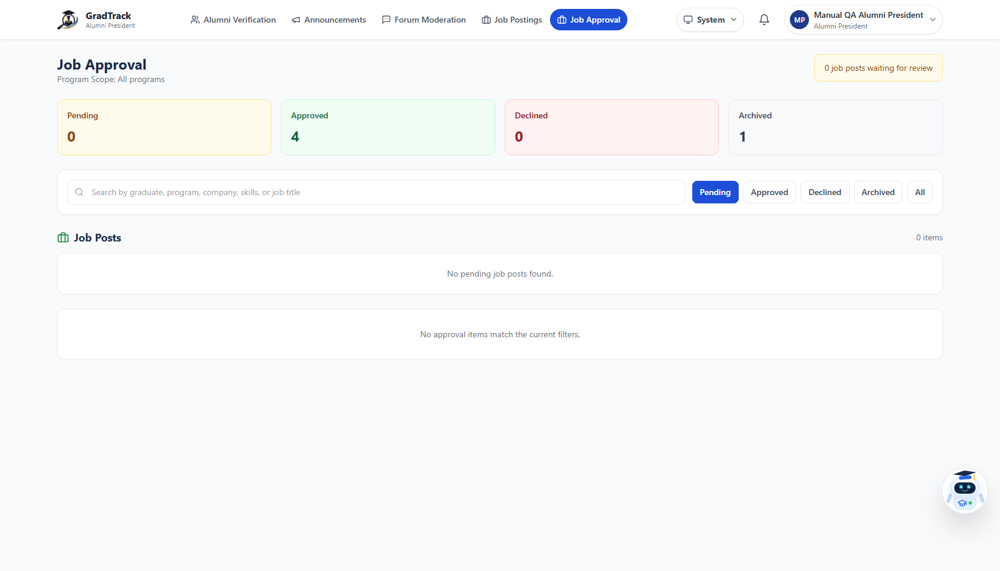 GradTrack
Alumni President
Alumni Verification
Announcements
Forum Moderation
Job Postings
Job Approval
System
MP
Manual QA Alumni President
Alumni President
Job Approval
Program Scope: All programs
0 job posts waiting for review
Pending
0
Approved
4
Declined
0
Archived
1
Search by graduate, program, company, skills, or job title
Pending
Approved
Declined
Archived
All
Job Posts
0 items
No pending job posts found.
No approval items match the current filters.